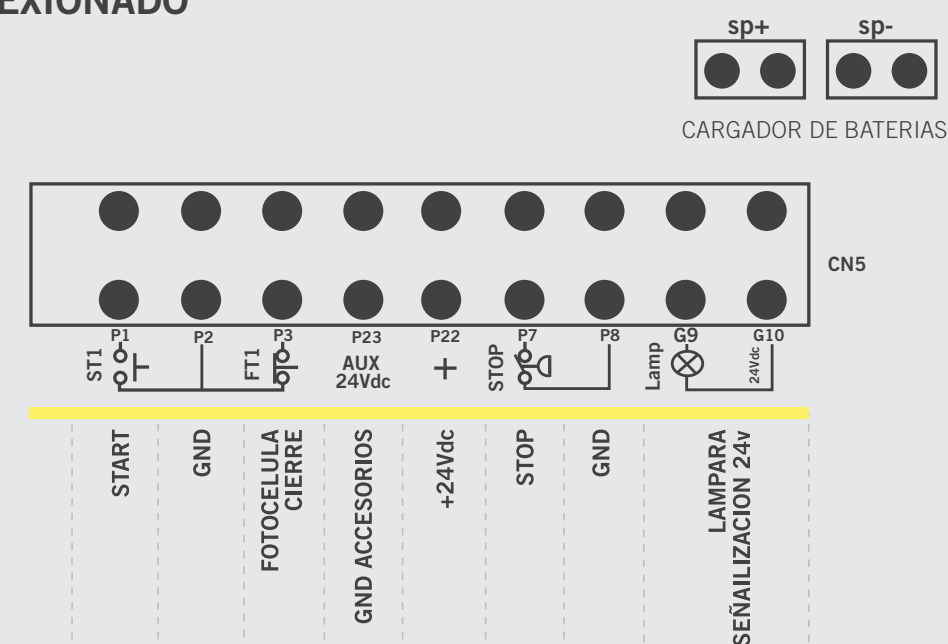 EXIONADO
sp+ sp-
CARGADOR DE BATERIAS
CN5
P1 P2 P3 P23 P22 P7 P8 G9 G10
ST1
FT1
AUX
24Vdc
+
STOP
Lamp
24Vdc
START
GND
FOTOCELULA
CIERRE
GND ACCESORIOS
+24Vdc
STOP
GND
LAMPARA
SEÑAILIZACION 24v